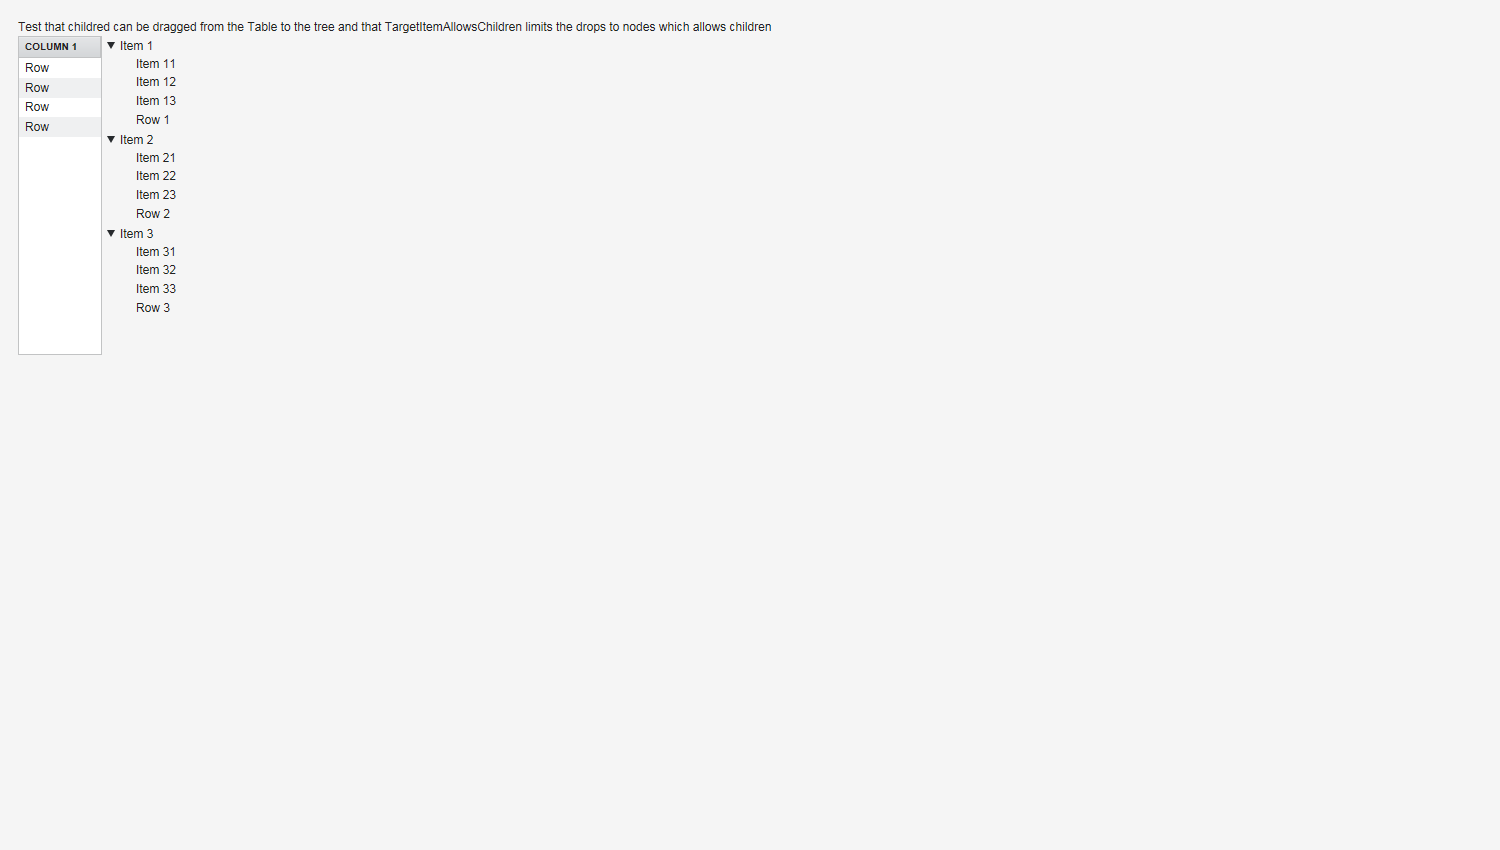 Test that childred can be dragged from the Table to the tree and that TargetItemAllowsChildren limits the drops to nodes which allows children
COLUMN 1
Row
Row
Row
Row
Item 1
Item 11
Item 12
Item 13
Row 1
Item 2
Item 21
Item 22
Item 23
Row 2
Item 3
Item 31
Item 32
Item 33
Row 3